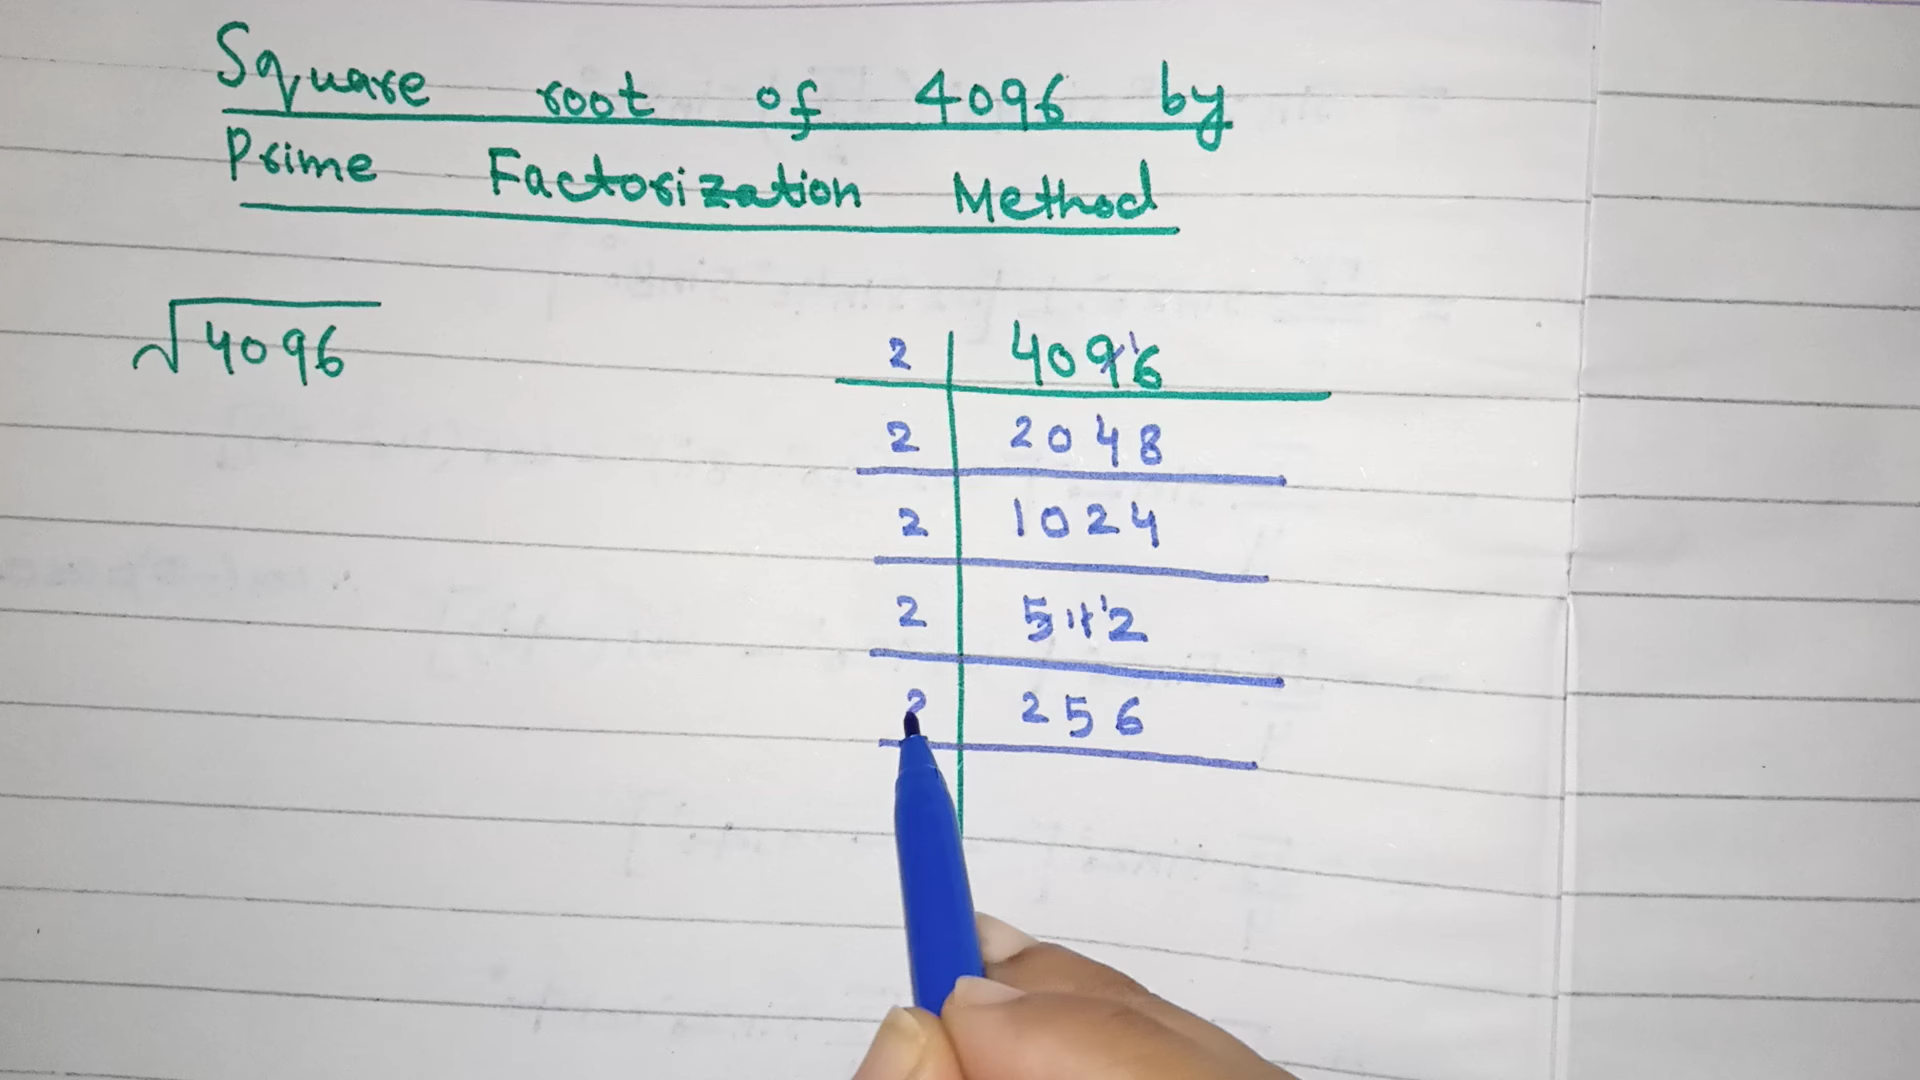 Square root of 4096 by
Prime Factorization Method
√4096
2 | 4096
2 | 2048
2 | 1024
2 | 512
2 | 256